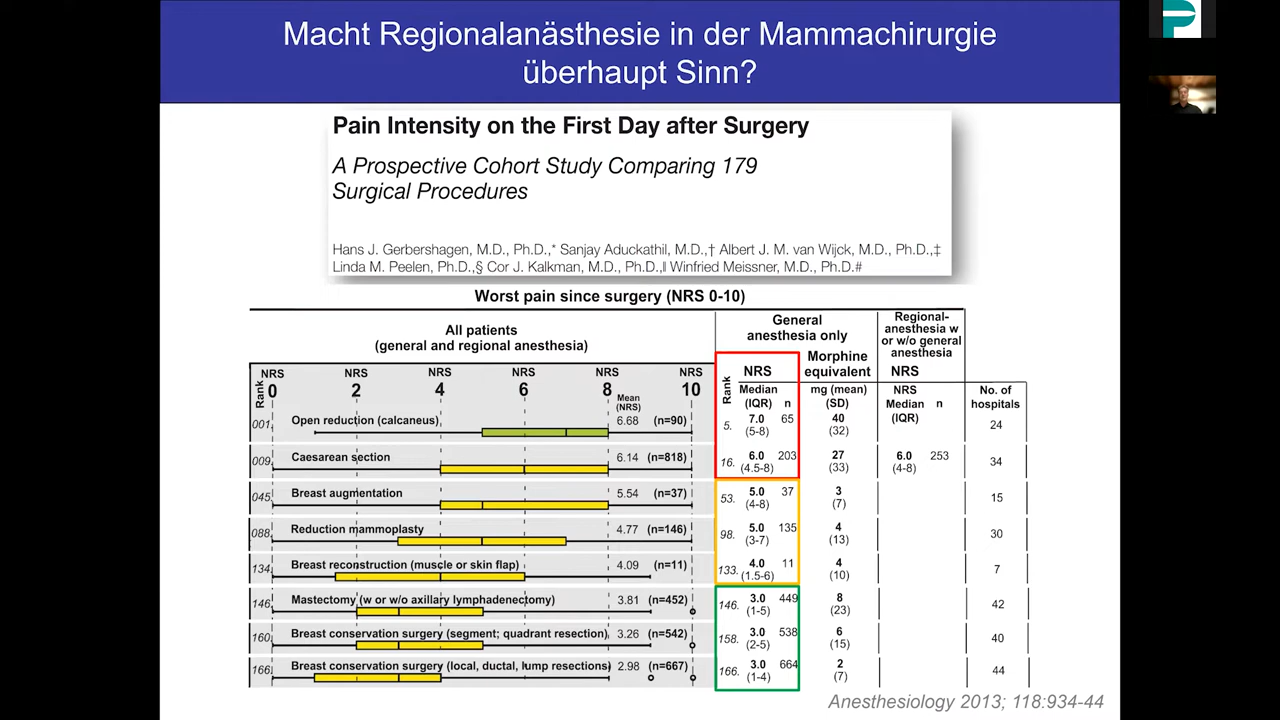 Macht Regionalanästhesie in der Mammachirurgie
überhaupt Sinn?
Pain Intensity on the First Day after Surgery
A Prospective Cohort Study Comparing 179
Surgical Procedures
Hans J. Gerbershagen, M.D., Ph.D.,* Sanjay Aduckathil, M.D.,† Albert J. M. van Wijck, M.D., Ph.D.,‡
Linda M. Peelen, Ph.D.,§ Cor J. Kalkman, M.D., Ph.D.,‖ Winfried Meissner, M.D., Ph.D.#
Worst pain since surgery (NRS 0-10)
All patients
(general and regional anesthesia)
General
anesthesia only
Regional-
anesthesia w
or w/o general
anesthesia
Rank
NRS 0
NRS 2
NRS 4
NRS 6
NRS 8
NRS 10
Mean
(NRS)
Rank
NRS
Median
(IQR) n
Morphine
equivalent
mg (mean)
(SD)
NRS
NRS
Median n
(IQR)
No. of
hospitals
001. Open reduction (calcaneus) 6.68 (n=90) 5. 7.0 (5-8) 65 40 (32) 24
009. Caesarean section 6.14 (n=818) 16. 6.0 (4.5-8) 203 27 (33) 6.0 (4-8) 253 34
045. Breast augmentation 5.54 (n=37) 53. 5.0 (4-8) 37 3 (7) 15
088. Reduction mammoplasty 4.77 (n=146) 98. 5.0 (3-7) 135 4 (13) 30
134. Breast reconstruction (muscle or skin flap) 4.09 (n=11) 133. 4.0 (1.5-6) 11 4 (10) 7
146. Mastectomy (w or w/o axillary lymphadenectomy) 3.81 (n=452) 146. 3.0 (1-5) 449 8 (23) 42
160. Breast conservation surgery (segment; quadrant resection) 3.26 (n=542) 158. 3.0 (2-5) 538 6 (15) 40
166. Breast conservation surgery (local, ductal, lump resections) 2.98 (n=667) 166. 3.0 (1-4) 664 2 (7) 44
Anesthesiology 2013; 118:934-44